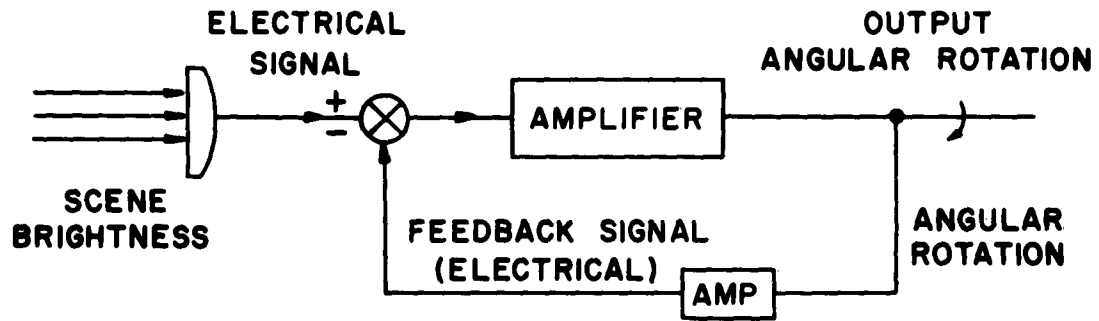 ELECTRICAL
SIGNAL
OUTPUT
ANGULAR ROTATION
+
−
AMPLIFIER
SCENE
BRIGHTNESS
FEEDBACK SIGNAL
(ELECTRICAL)
ANGULAR
ROTATION
AMP